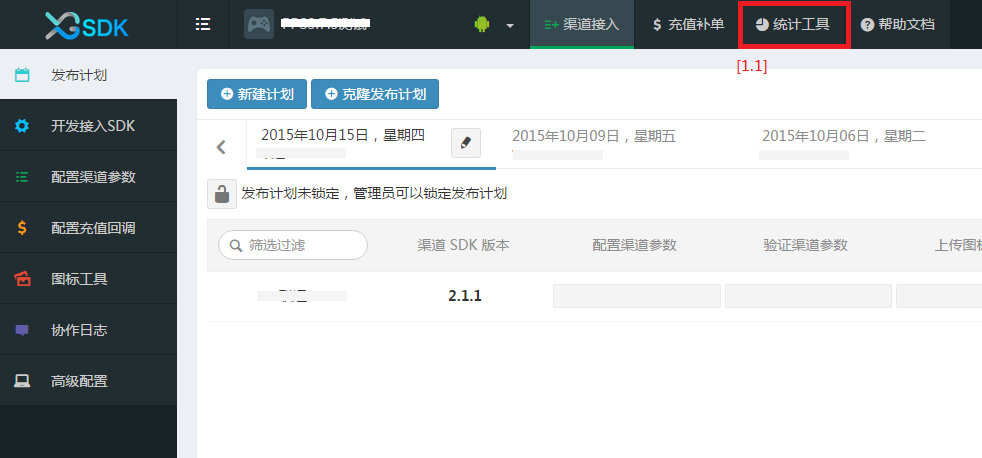 XGSDK
渠道接入
充值补单
统计工具
帮助文档
[1.1]
发布计划
开发接入SDK
配置渠道参数
配置充值回调
图标工具
协作日志
高级配置
新建计划
克隆发布计划
2015年10月15日，星期四
2015年10月09日，星期五
2015年10月06日，星期二
发布计划未锁定，管理员可以锁定发布计划
筛选过滤
渠道 SDK 版本
配置渠道参数
验证渠道参数
上传图标
2.1.1